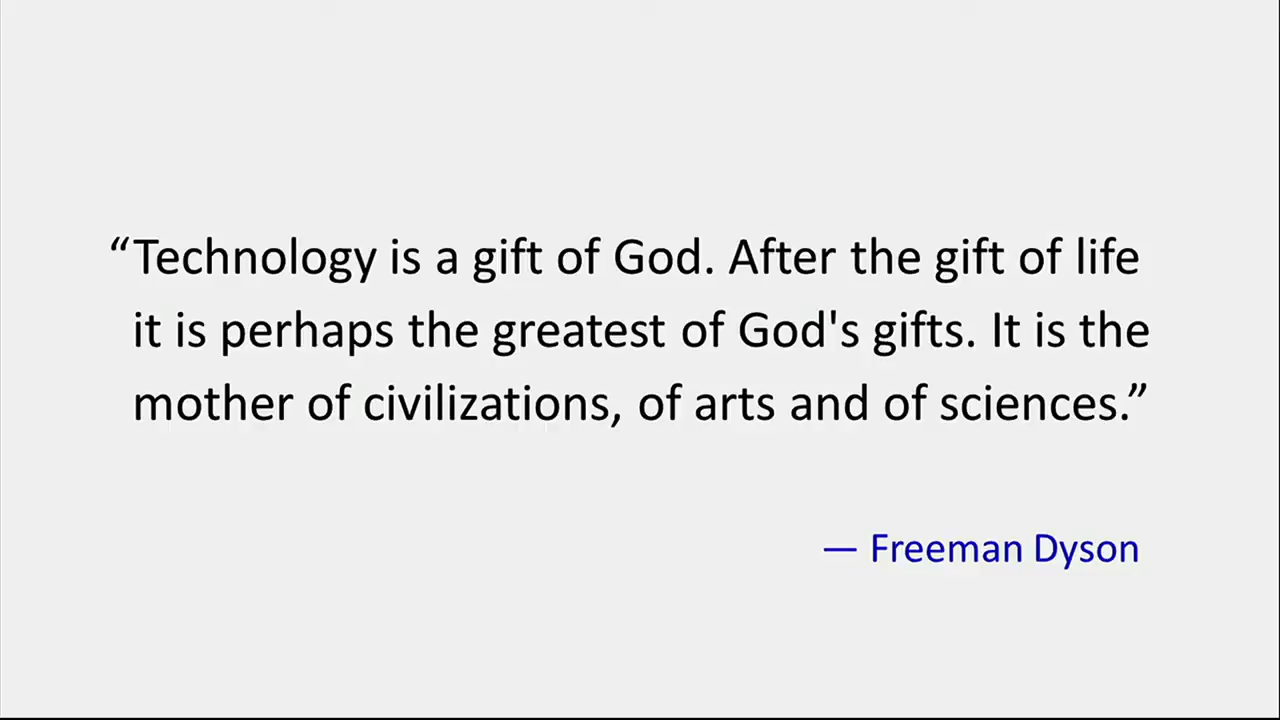 “Technology is a gift of God. After the gift of life
it is perhaps the greatest of God's gifts. It is the
mother of civilizations, of arts and of sciences.”
— Freeman Dyson